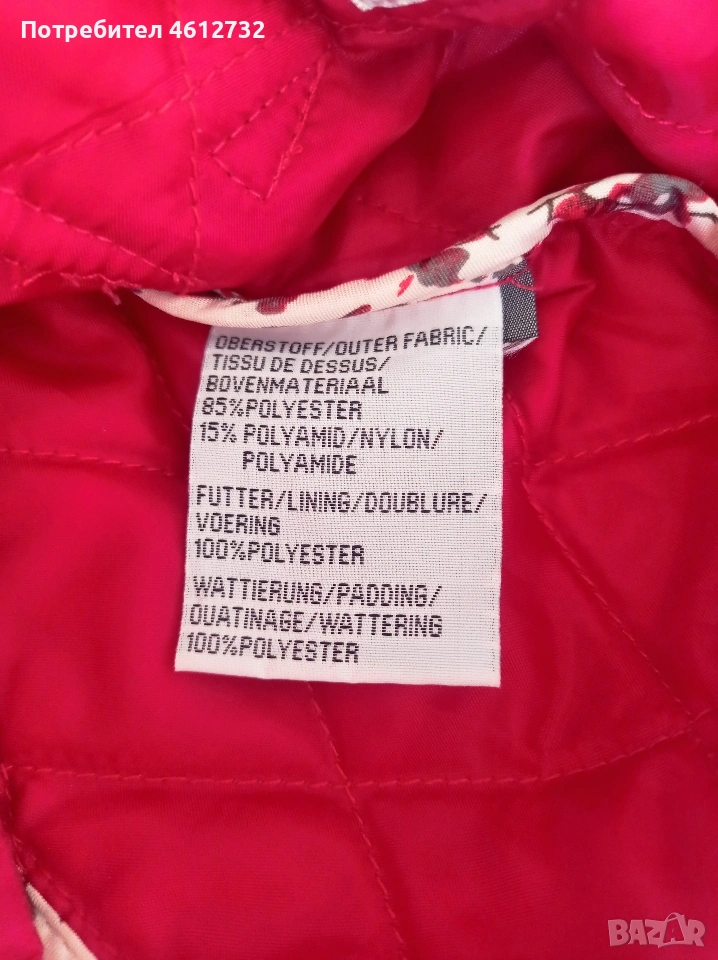 Потребител 4612732
OBERSTOFF/OUTER FABRIC/
TISSU DE DESSUS/
BOVENMATERIAAL
85%POLYESTER
15% POLYAMID/NYLON/
POLYAMIDE
FUTTER/LINING/DOUBLURE/
VOERING
100%POLYESTER
WATTIERUNG/PADDING/
OUATINAGE/WATTERING
100%POLYESTER
BAZAR